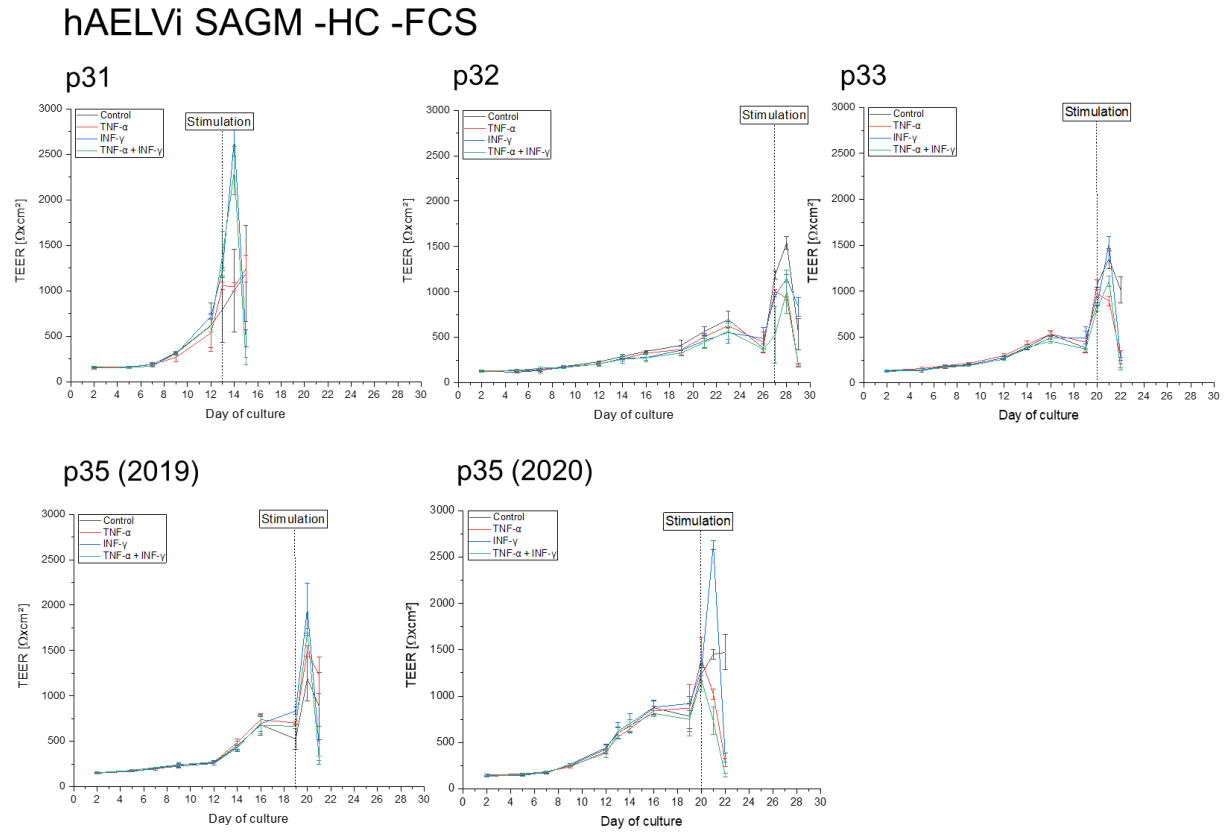 hAELVi SAGM -HC -FCS
p31
p32
p33
Control
TNF-α
INF-γ
TNF-α + INF-γ
Stimulation
TEER [Ωxcm²]
3000
2500
2000
1500
1000
500
0
0 2 4 6 8 10 12 14 16 18 20 22 24 26 28 30
Day of culture
Control
TNF-α
INF-γ
TNF-α + INF-γ
Stimulation
TEER [Ωxcm²]
3000
2500
2000
1500
1000
500
0
0 2 4 6 8 10 12 14 16 18 20 22 24 26 28 30
Day of culture
Control
TNF-α
INF-γ
TNF-α + INF-γ
Stimulation
TEER [Ωxcm²]
3000
2500
2000
1500
1000
500
0
0 2 4 6 8 10 12 14 16 18 20 22 24 26 28 30
Day of culture
p35 (2019)
p35 (2020)
Control
TNF-α
INF-γ
TNF-α + INF-γ
Stimulation
TEER [Ωxcm²]
3000
2500
2000
1500
1000
500
0
0 2 4 6 8 10 12 14 16 18 20 22 24 26 28 30
Day of culture
Control
TNF-α
INF-γ
TNF-α + INF-γ
Stimulation
TEER [Ωxcm²]
3000
2500
2000
1500
1000
500
0
0 2 4 6 8 10 12 14 16 18 20 22 24 26 28 30
Day of culture